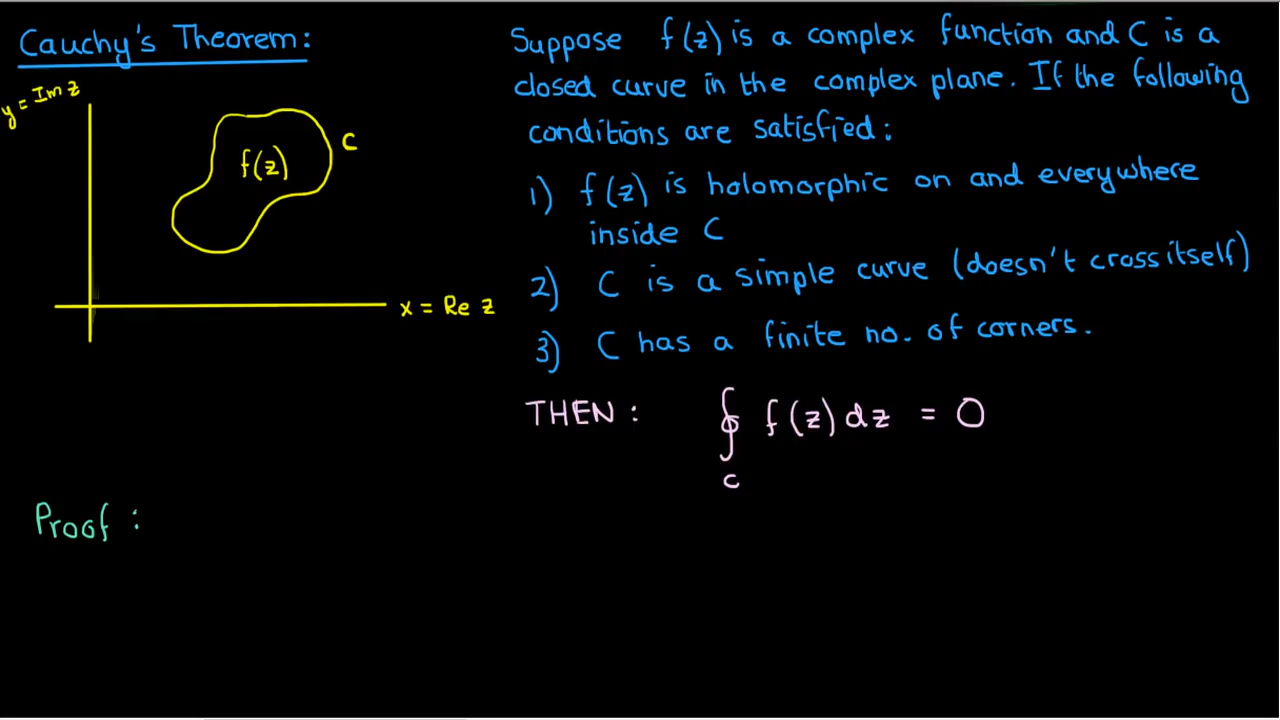 Cauchy's Theorem:
y = Im z
C
f(z)
x = Re z
Suppose f(z) is a complex function and C is a
closed curve in the complex plane. If the following
conditions are satisfied:
1) f(z) is holomorphic on and everywhere
inside C
2) C is a simple curve (doesn't cross itself)
3) C has a finite no. of corners.
THEN: ∮ f(z) dz = 0
C
Proof :